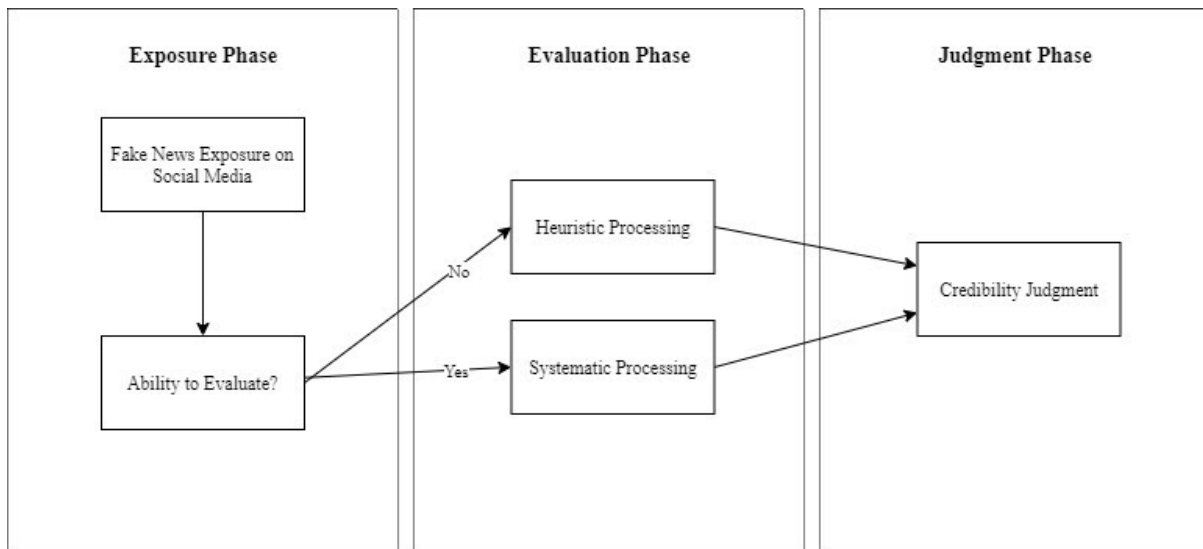 Exposure Phase
Fake News Exposure on
Social Media
Ability to Evaluate?
No
Yes
Evaluation Phase
Heuristic Processing
Systematic Processing
Judgment Phase
Credibility Judgment